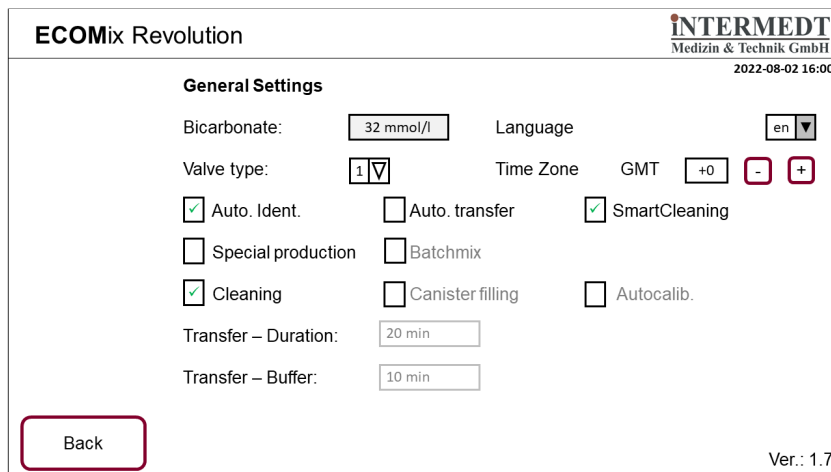 ECOMix Revolution
iNTERMEDT
Medizin & Technik GmbH
2022-08-02 16:00
General Settings
Bicarbonate: 32 mmol/l Language en
Valve type: 1 Time Zone GMT +0 - +
Auto. Ident. Auto. transfer SmartCleaning
Special production Batchmix
Cleaning Canister filling Autocalib.
Transfer – Duration: 20 min
Transfer – Buffer: 10 min
Back
Ver.: 1.7